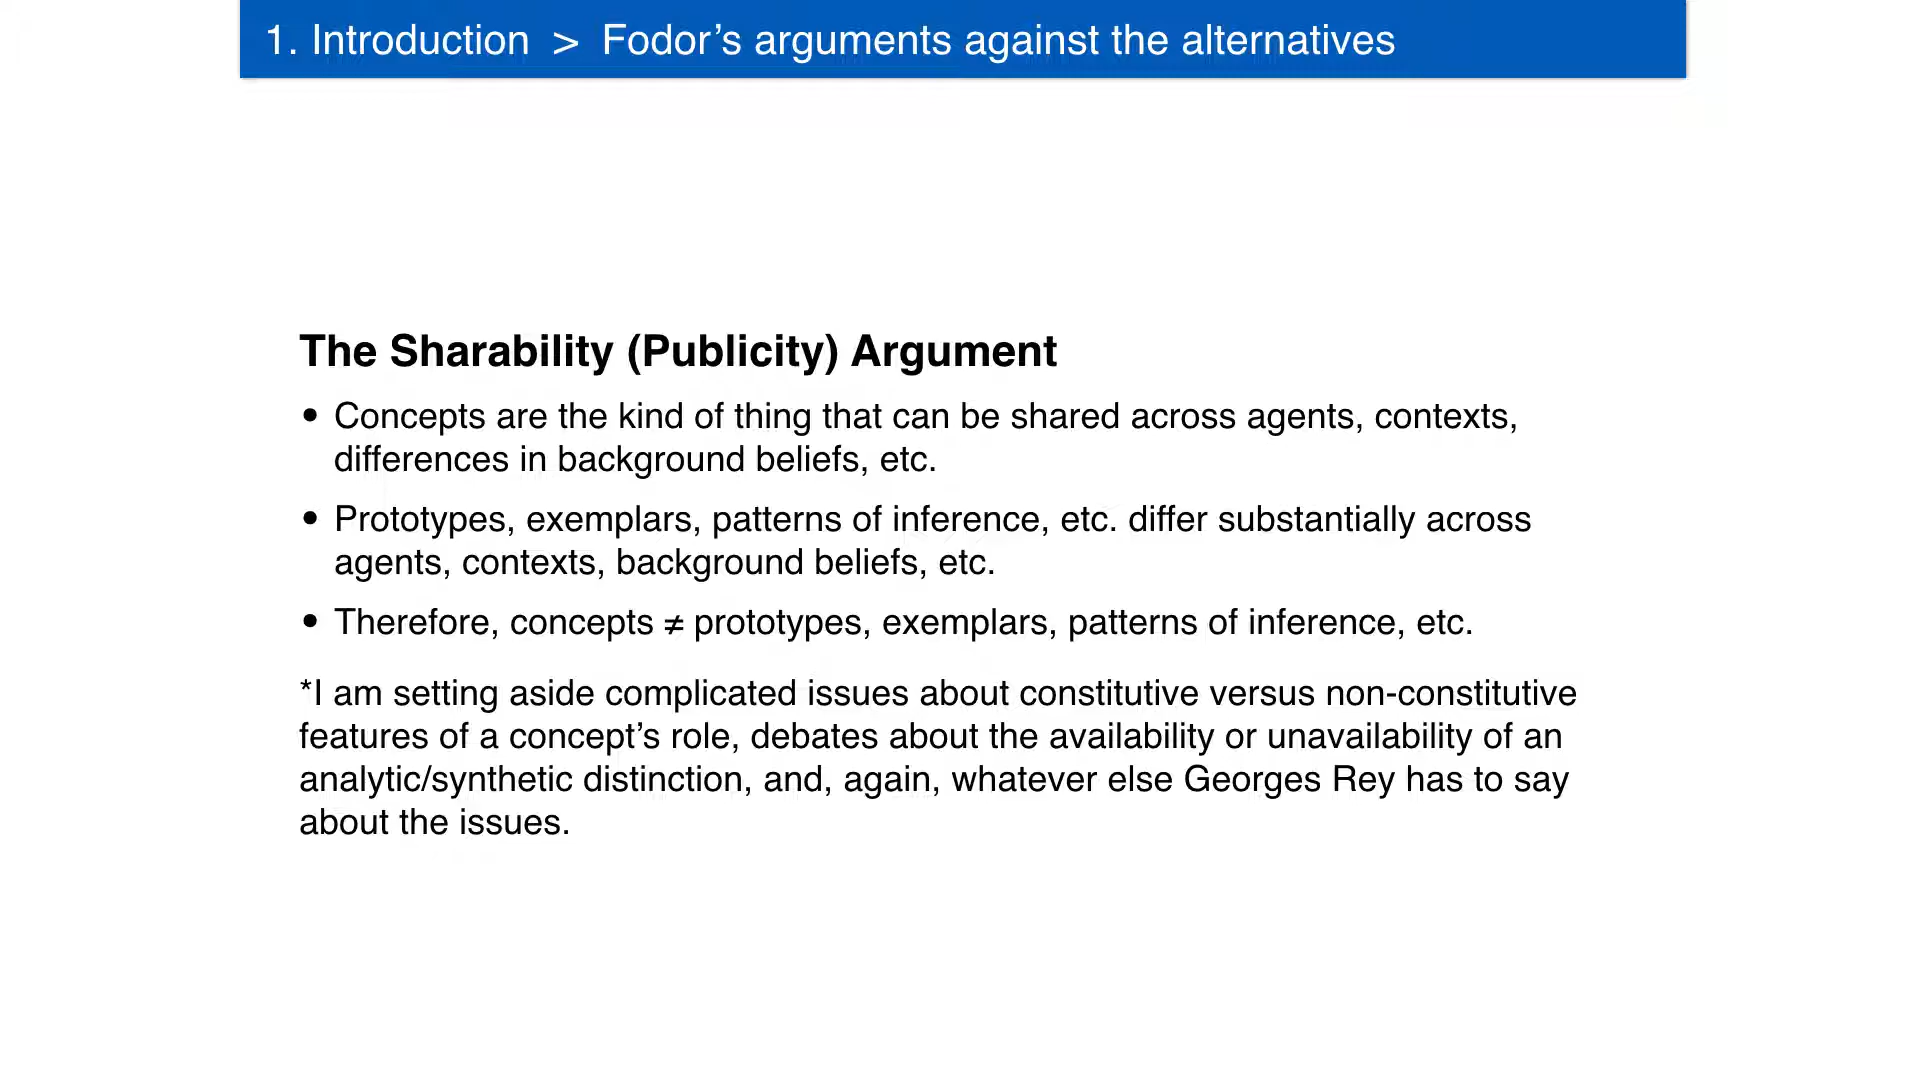 1. Introduction > Fodor’s arguments against the alternatives
The Sharability (Publicity) Argument
• Concepts are the kind of thing that can be shared across agents, contexts,
differences in background beliefs, etc.
• Prototypes, exemplars, patterns of inference, etc. differ substantially across
agents, contexts, background beliefs, etc.
• Therefore, concepts ≠ prototypes, exemplars, patterns of inference, etc.
*I am setting aside complicated issues about constitutive versus non-constitutive
features of a concept’s role, debates about the availability or unavailability of an
analytic/synthetic distinction, and, again, whatever else Georges Rey has to say
about the issues.